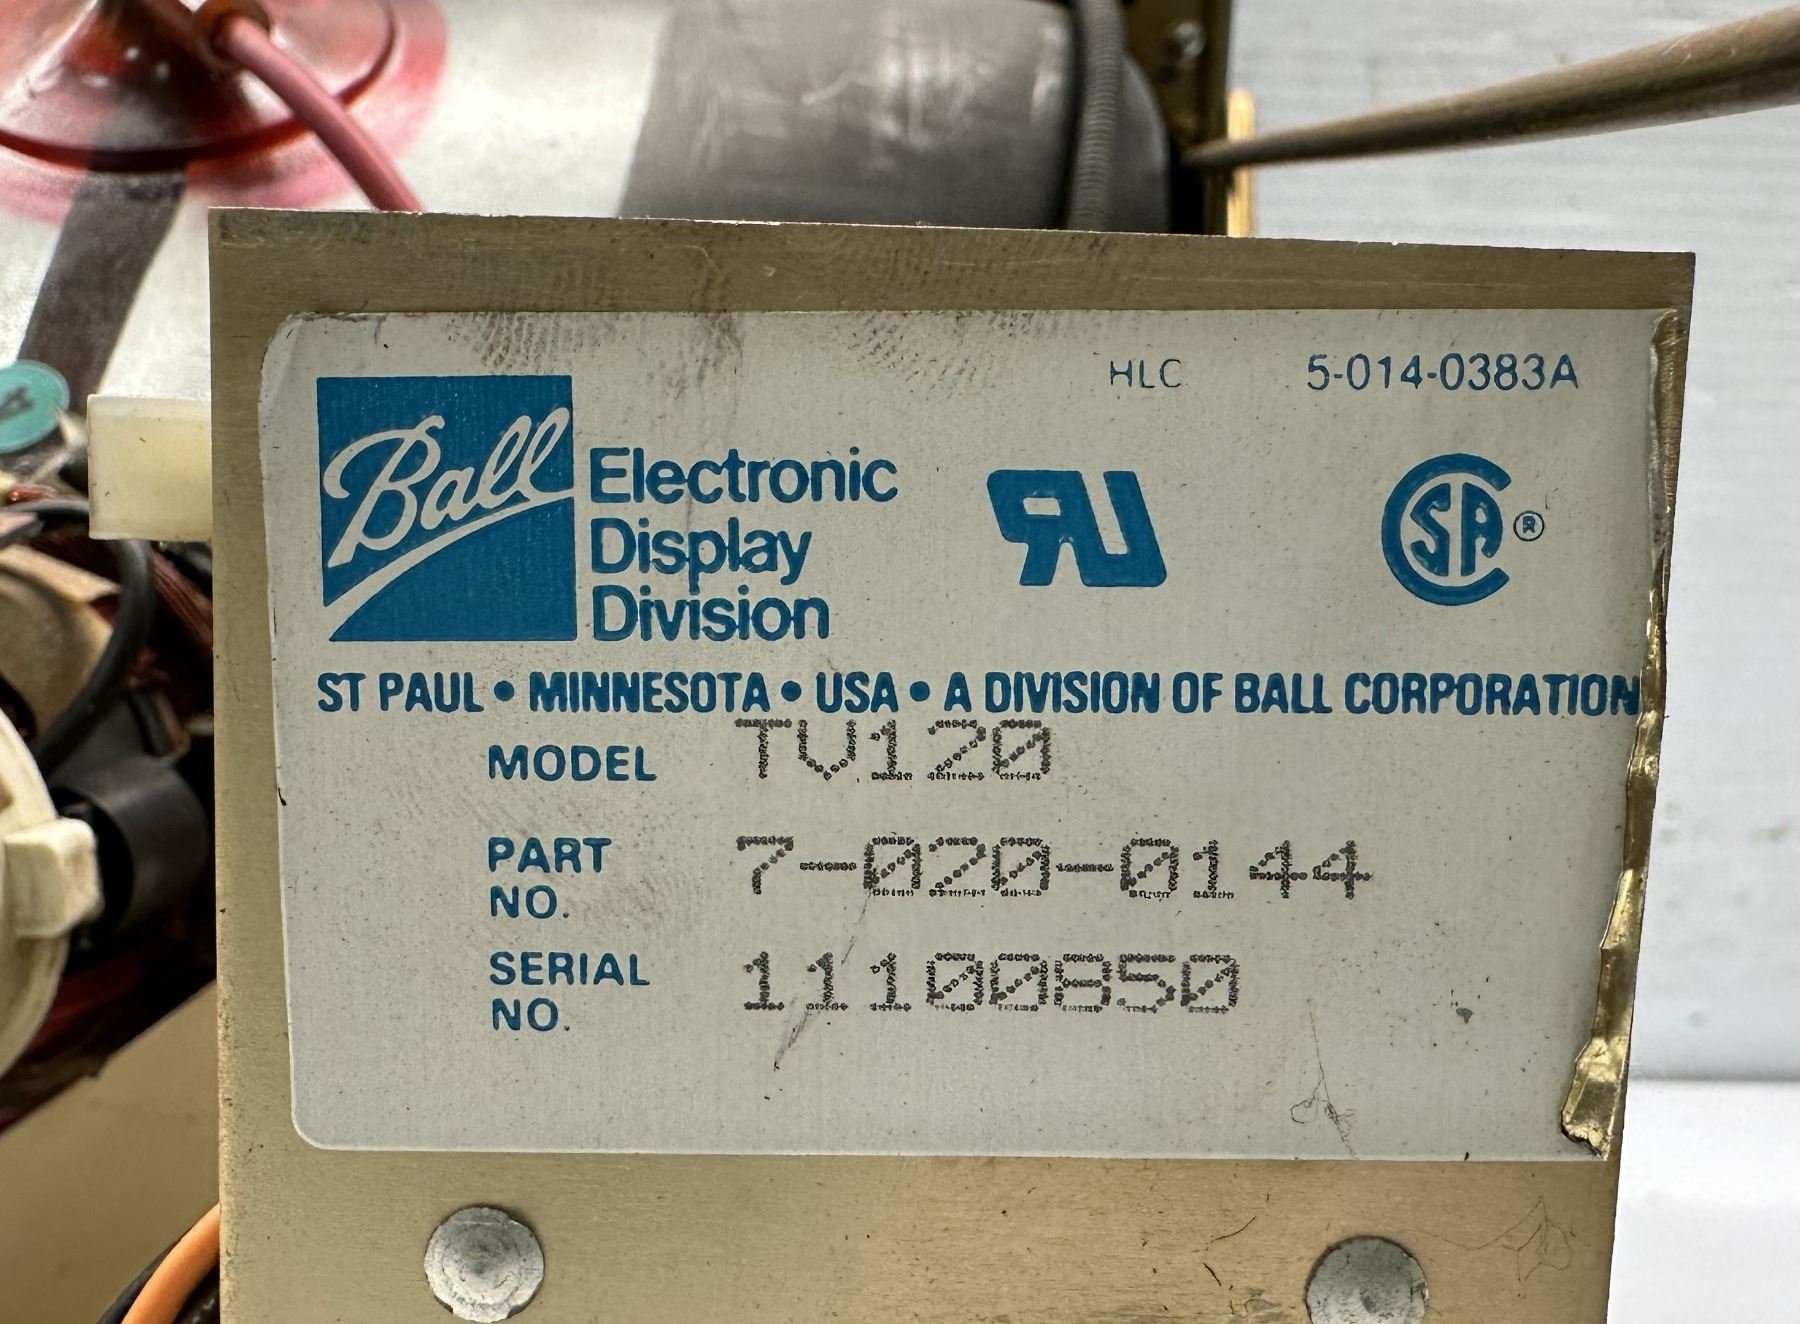 HLC 5-014-0383A
Ball
Electronic
Display
Division
CSA ®
ST PAUL • MINNESOTA • USA • A DIVISION OF BALL CORPORATION
MODEL TV120
PART NO. 7-020-0144
SERIAL NO. 11100850